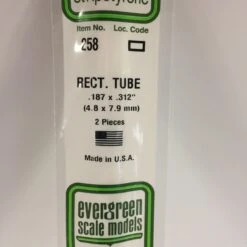 styrene
Item No. Loc. Code
258
RECT. TUBE
.187 x .312"
(4.8 x 7.9 mm)
2 Pieces
Made in U.S.A.
evergreen
scale models